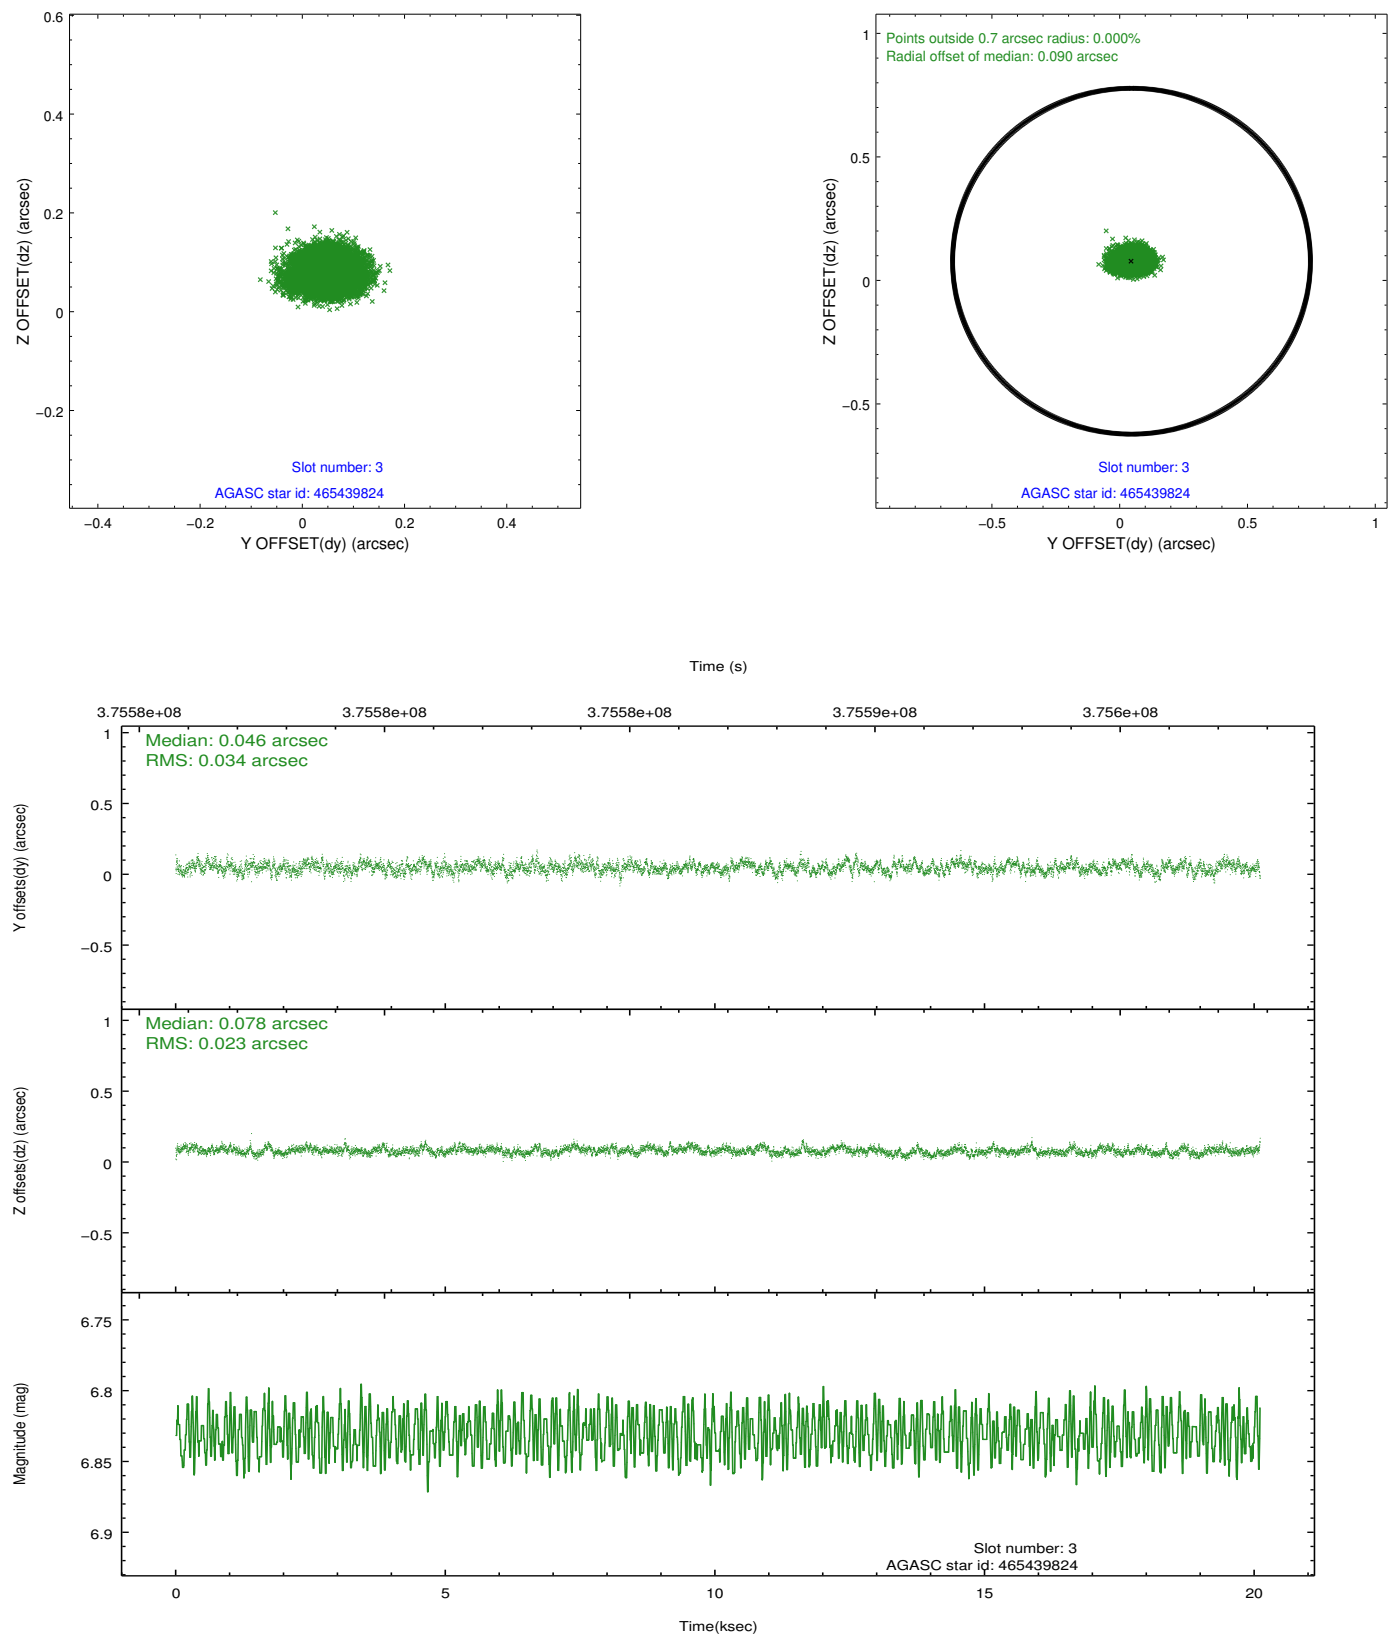 0.6
0.4
0.2
0
−0.2
−0.4
−0.2
0
0.2
0.4
Z OFFSET(dz) (arcsec)
Y OFFSET(dy) (arcsec)
Slot number: 3
AGASC star id: 465439824
Points outside 0.7 arcsec radius: 0.000%
Radial offset of median: 0.090 arcsec
1
0.5
0
−0.5
−0.5
0
0.5
1
Z OFFSET(dz) (arcsec)
Y OFFSET(dy) (arcsec)
Slot number: 3
AGASC star id: 465439824
Time (s)
3.7558e+08
3.7558e+08
3.7558e+08
3.7559e+08
3.756e+08
Median: 0.046 arcsec
RMS: 0.034 arcsec
1
0.5
0
−0.5
Y offsets(dy) (arcsec)
Median: 0.078 arcsec
RMS: 0.023 arcsec
1
0.5
0
−0.5
Z offsets(dz) (arcsec)
6.75
6.8
6.85
6.9
Magnitude (mag)
Slot number: 3
AGASC star id: 465439824
0
5
10
15
20
Time(ksec)